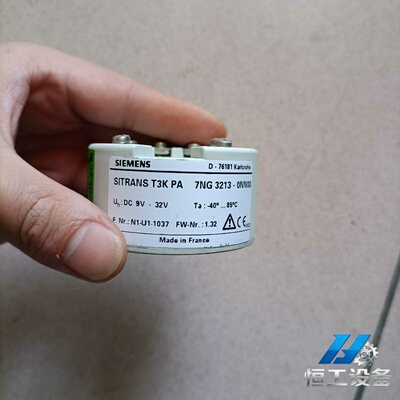 SIEMENS
D - 76181 Karlsruhe
SITRANS T3K PA 7NG 3213 - 0NN00
Uн: DC 9V - 32V Ta : -40° ... 85°C
F. Nr.: N1-U1-1037 FW-Nr. : 1.32
Made in France
恒工设备